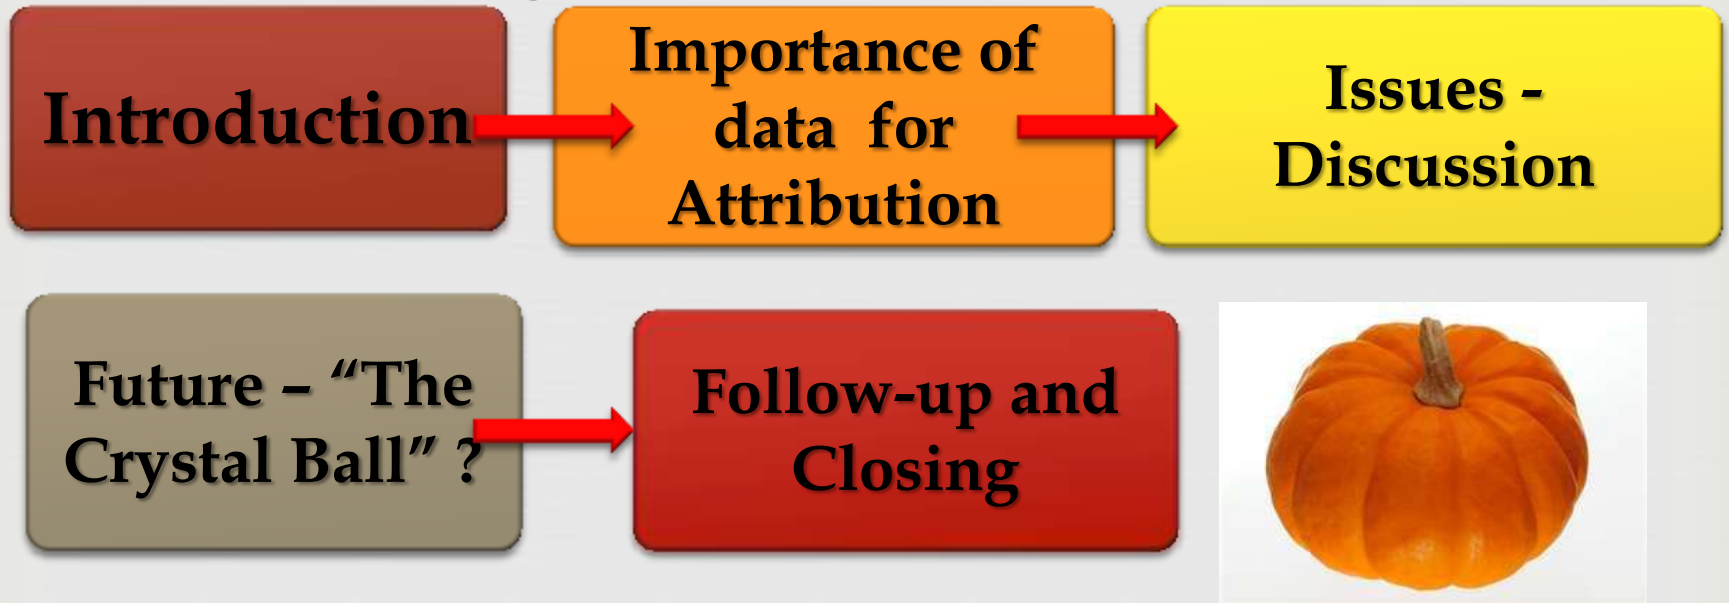 Introduction
Importance of
data for
Attribution
Issues -
Discussion
Future – “The
Crystal Ball” ?
Follow-up and
Closing